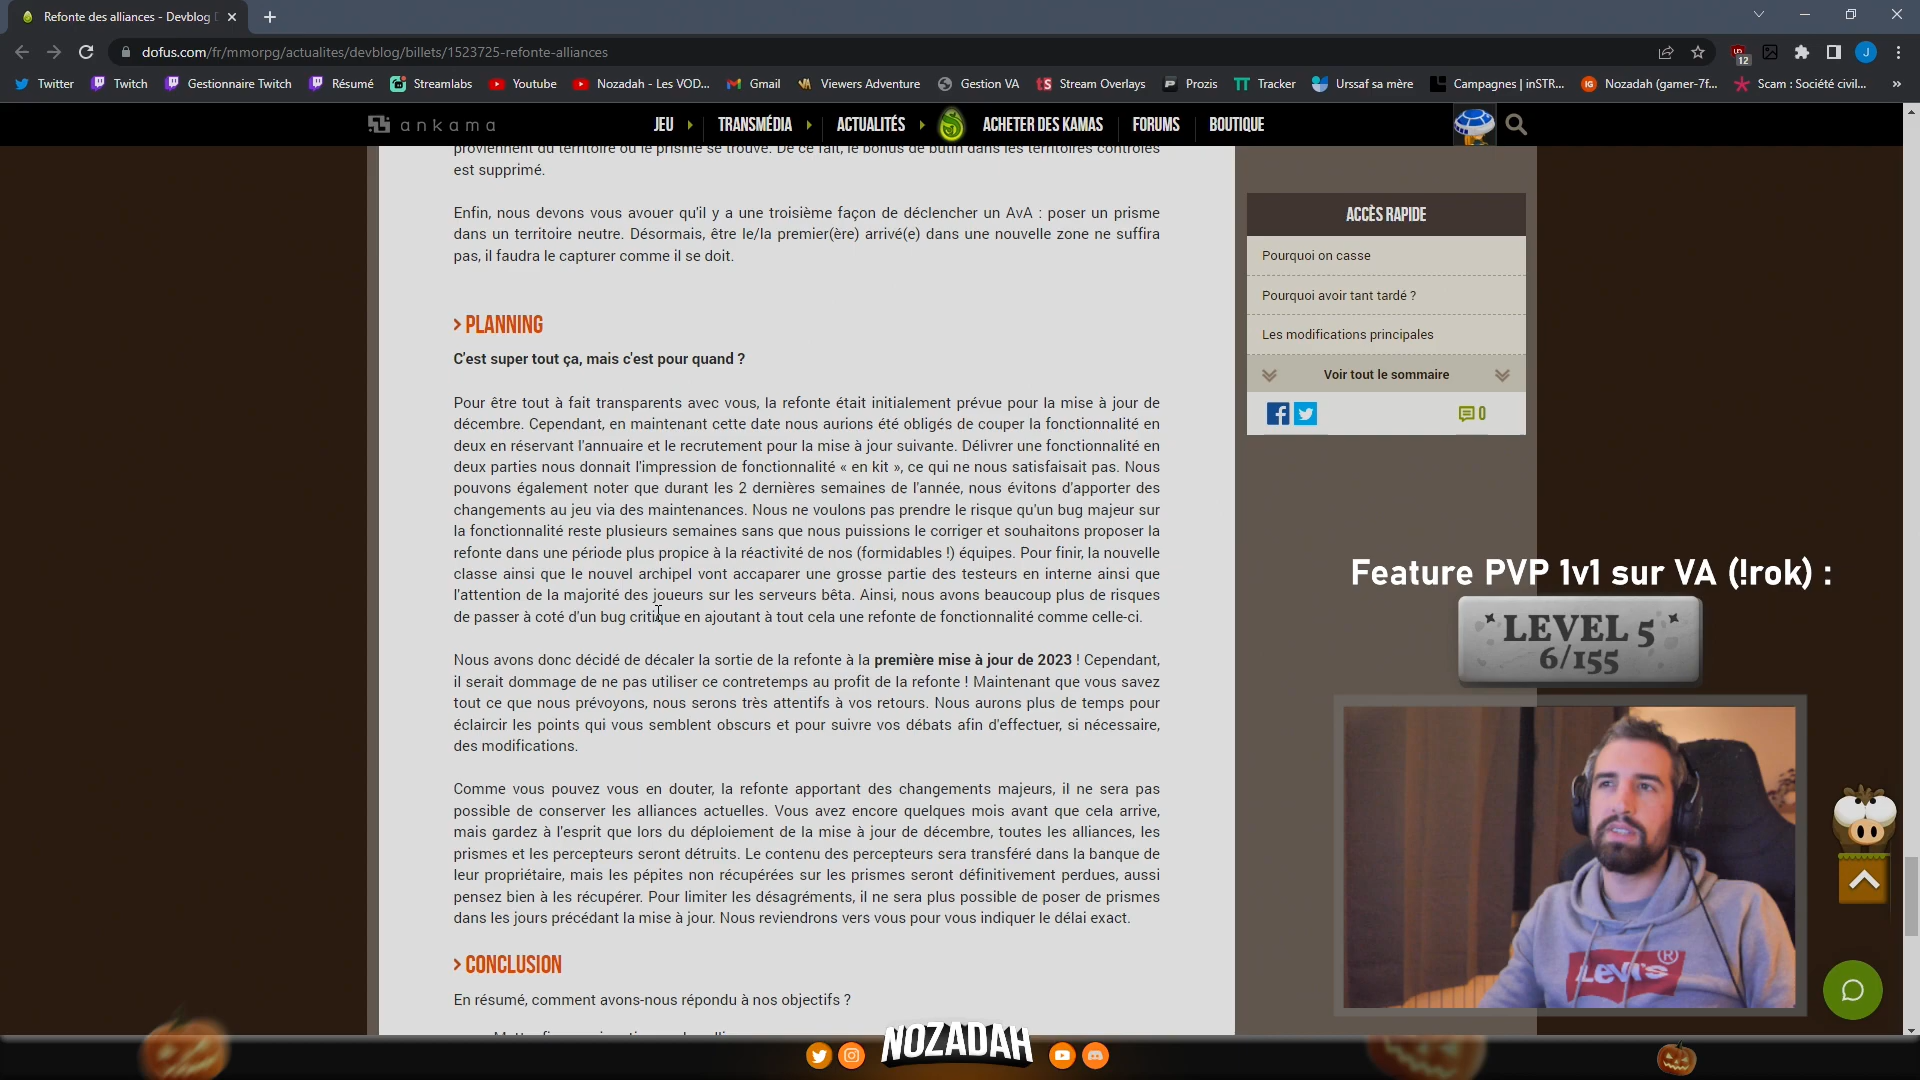 Refonte des alliances - Devblog
dofus.com/fr/mmorpg/actualites/devblog/billets/1523725-refonte-alliances
12
J
Twitter
Twitch
Gestionnaire Twitch
Résumé
Streamlabs
Youtube
Nozadah - Les VOD...
Gmail
Viewers Adventure
Gestion VA
Stream Overlays
Prozis
Tracker
Urssaf sa mère
Campagnes | inSTR...
Nozadah (gamer-7f...
Scam : Société civil...
»
ankama
JEU
TRANSMÉDIA
ACTUALITÉS
ACHETER DES KAMAS
FORUMS
BOUTIQUE
proviennent du territoire où le prisme se trouve. De ce fait, le bonus de butin dans les territoires contrôlés
est supprimé.
Enfin, nous devons vous avouer qu'il y a une troisième façon de déclencher un AvA : poser un prisme
dans un territoire neutre. Désormais, être le/la premier(ère) arrivé(e) dans une nouvelle zone ne suffira
pas, il faudra le capturer comme il se doit.
> PLANNING
C'est super tout ça, mais c'est pour quand ?
Pour être tout à fait transparents avec vous, la refonte était initialement prévue pour la mise à jour de
décembre. Cependant, en maintenant cette date nous aurions été obligés de couper la fonctionnalité en
deux en réservant l'annuaire et le recrutement pour la mise à jour suivante. Délivrer une fonctionnalité en
deux parties nous donnait l'impression de fonctionnalité « en kit », ce qui ne nous satisfaisait pas. Nous
pouvons également noter que durant les 2 dernières semaines de l'année, nous évitons d'apporter des
changements au jeu via des maintenances. Nous ne voulons pas prendre le risque qu'un bug majeur sur
la fonctionnalité reste plusieurs semaines sans que nous puissions le corriger et souhaitons proposer la
refonte dans une période plus propice à la réactivité de nos (formidables !) équipes. Pour finir, la nouvelle
classe ainsi que le nouvel archipel vont accaparer une grosse partie des testeurs en interne ainsi que
l'attention de la majorité des joueurs sur les serveurs bêta. Ainsi, nous avons beaucoup plus de risques
de passer à coté d'un bug critique en ajoutant à tout cela une refonte de fonctionnalité comme celle-ci.
Nous avons donc décidé de décaler la sortie de la refonte à la première mise à jour de 2023 ! Cependant,
il serait dommage de ne pas utiliser ce contretemps au profit de la refonte ! Maintenant que vous savez
tout ce que nous prévoyons, nous serons très attentifs à vos retours. Nous aurons plus de temps pour
éclaircir les points qui vous semblent obscurs et pour suivre vos débats afin d'effectuer, si nécessaire,
des modifications.
Comme vous pouvez vous en douter, la refonte apportant des changements majeurs, il ne sera pas
possible de conserver les alliances actuelles. Vous avez encore quelques mois avant que cela arrive,
mais gardez à l'esprit que lors du déploiement de la mise à jour de décembre, toutes les alliances, les
prismes et les percepteurs seront détruits. Le contenu des percepteurs sera transféré dans la banque de
leur propriétaire, mais les pépites non récupérées sur les prismes seront définitivement perdues, aussi
pensez bien à les récupérer. Pour limiter les désagréments, il ne sera plus possible de poser de prismes
dans les jours précédant la mise à jour. Nous reviendrons vers vous pour vous indiquer le délai exact.
> CONCLUSION
En résumé, comment avons-nous répondu à nos objectifs ?
ACCÈS RAPIDE
Pourquoi on casse
Pourquoi avoir tant tardé ?
Les modifications principales
Voir tout le sommaire
0
Feature PVP 1v1 sur VA (!rok) :
LEVEL 5
6/155
LEVI'S
®
NOZADAH